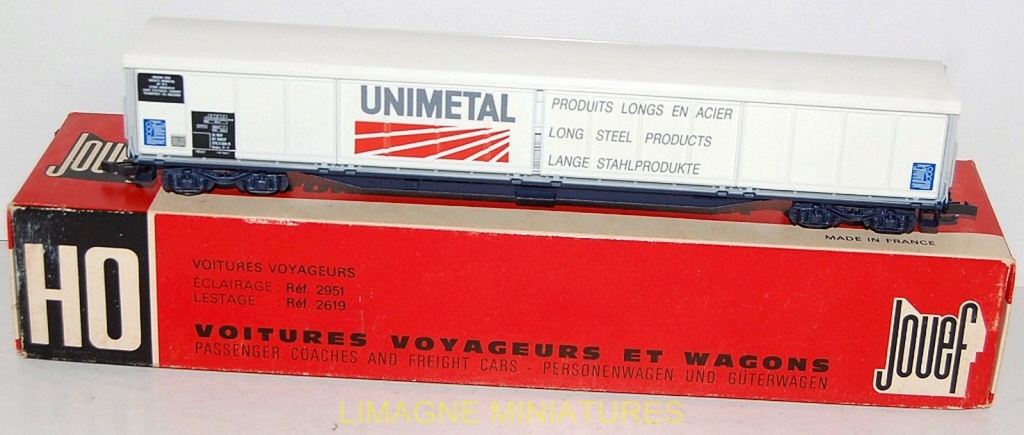 UNIMETAL
PRODUITS LONGS EN ACIER
LONG STEEL PRODUCTS
LANGE STAHLPRODUKTE
Jouef
MADE IN FRANCE
HO
VOITURES VOYAGEURS
ÉCLAIRAGE : Réf. 2951
LESTAGE : Réf. 2619
VOITURES VOYAGEURS ET WAGONS
PASSENGER COACHES AND FREIGHT CARS - PERSONENWAGEN UND GÜTERWAGEN
Jouef
LIMAGNE MINIATURES